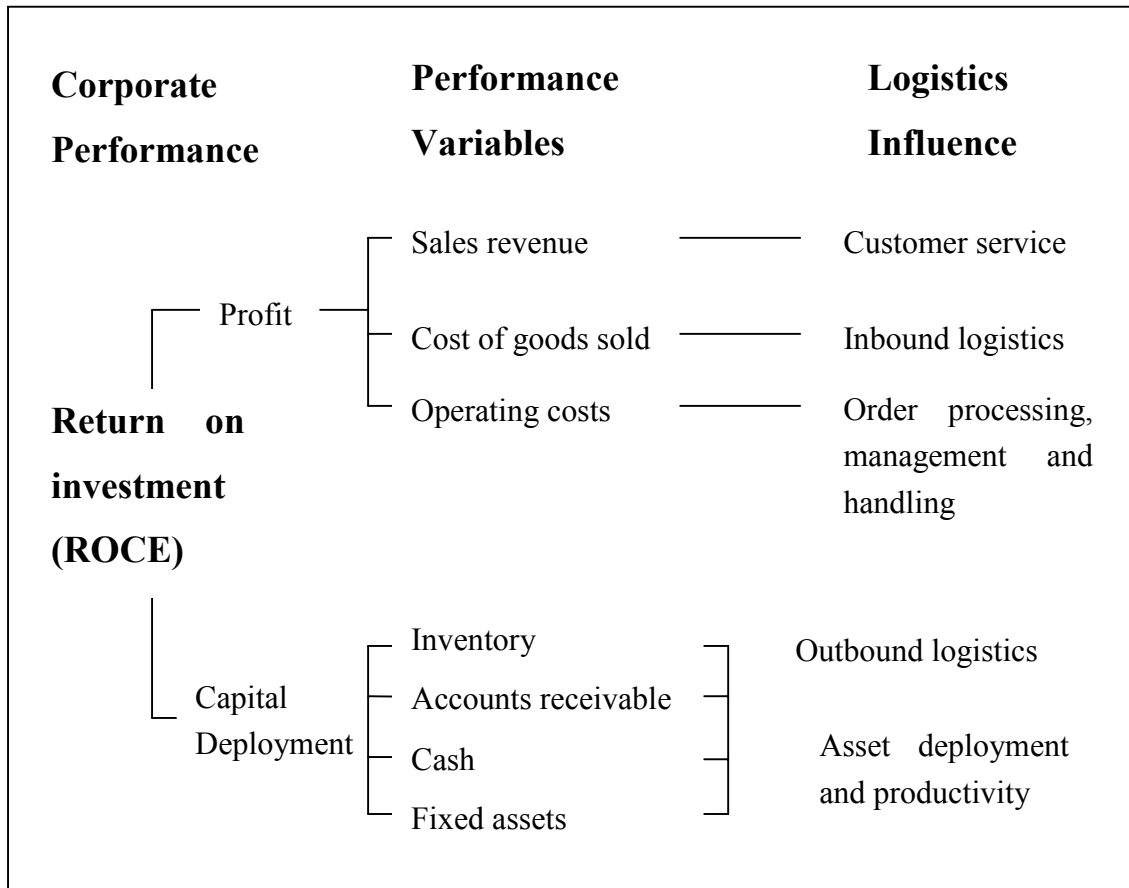 Corporate
Performance
Performance
Variables
Logistics
Influence
Sales revenue
Customer service
Profit
Cost of goods sold
Inbound logistics
Operating costs
Order processing,
management and
handling
Return on
investment
(ROCE)
Inventory
Outbound logistics
Capital
Deployment
Accounts receivable
Cash
Asset deployment
and productivity
Fixed assets